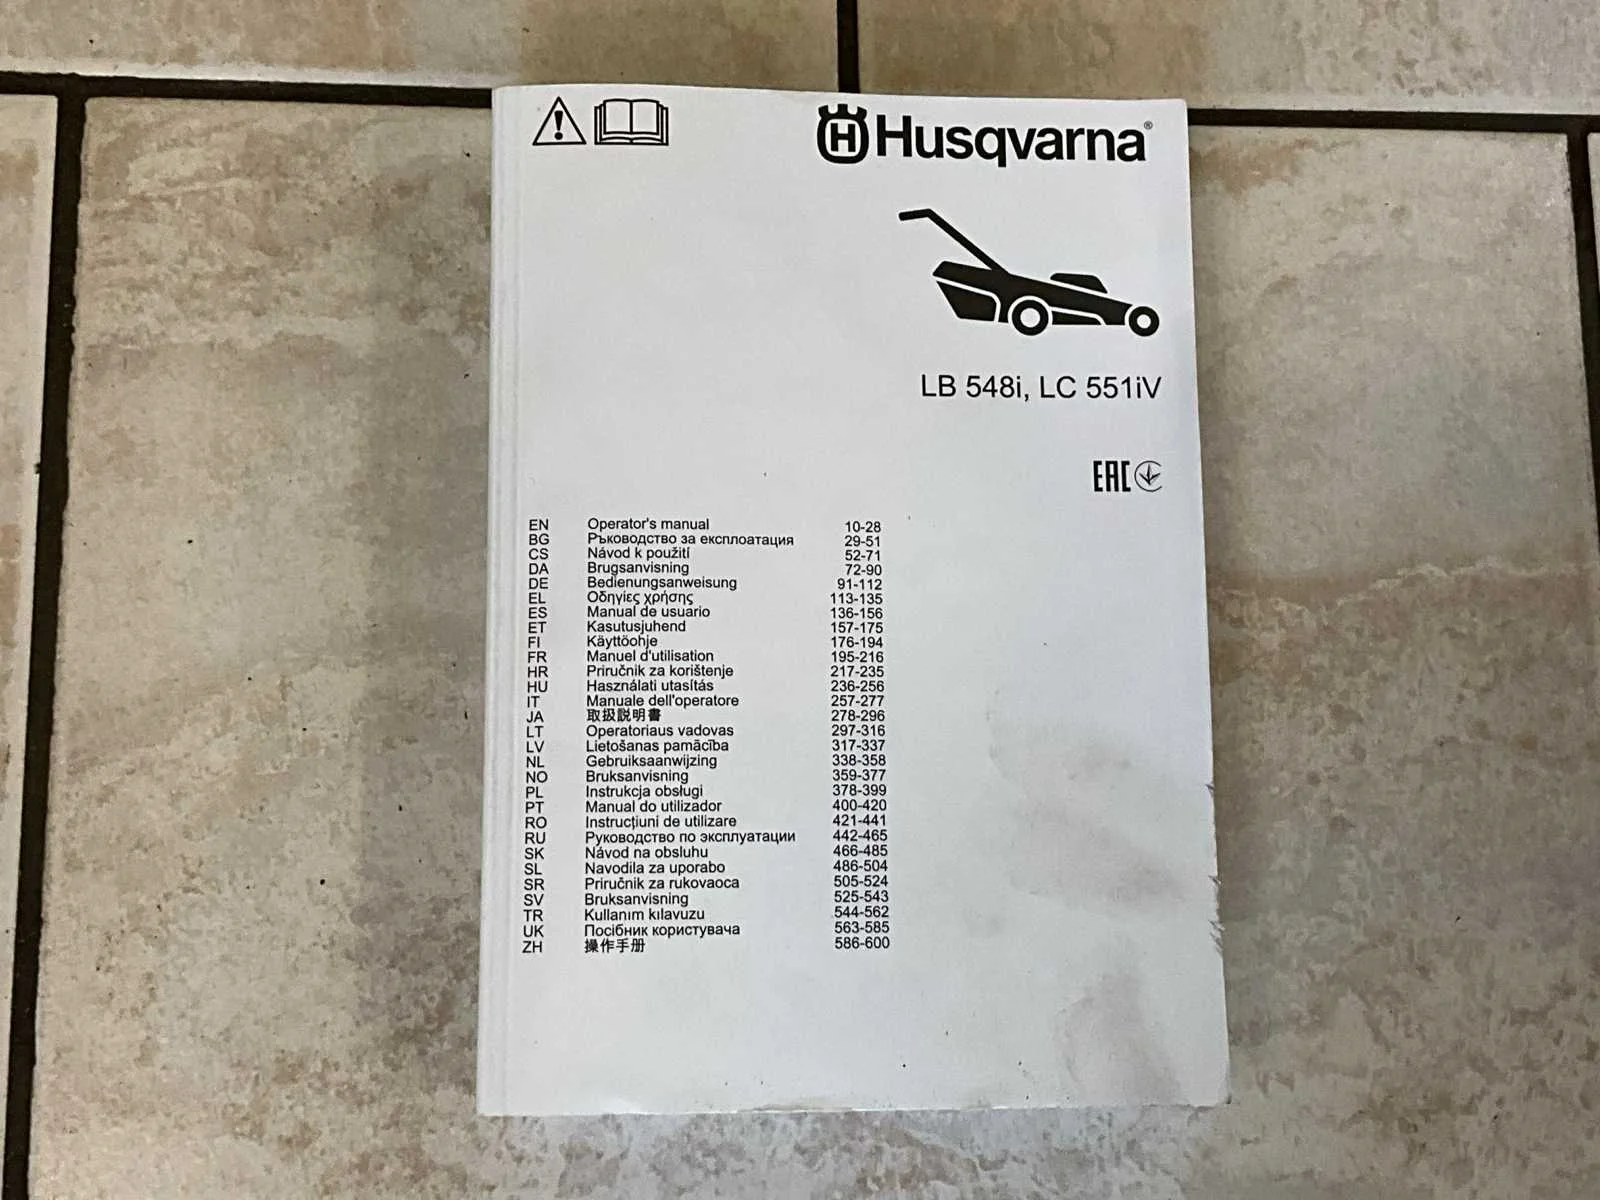 Husqvarna®
LB 548i, LC 551iV
EAC
EN Operator's manual 10-28
BG Ръководство за експлоатация 29-51
CS Návod k použití 52-71
DA Brugsanvisning 72-90
DE Bedienungsanweisung 91-112
EL Οδηγίες χρήσης 113-135
ES Manual de usuario 136-156
ET Kasutusjuhend 157-175
FI Käyttöohje 176-194
FR Manuel d'utilisation 195-216
HR Priručnik za korištenje 217-235
HU Használati utasítás 236-256
IT Manuale dell'operatore 257-277
JA 取扱説明書 278-296
LT Operatoriaus vadovas 297-316
LV Lietošanas pamācība 317-337
NL Gebruiksaanwijzing 338-358
NO Bruksanvisning 359-377
PL Instrukcja obsługi 378-399
PT Manual do utilizador 400-420
RO Instrucțiuni de utilizare 421-441
RU Руководство по эксплуатации 442-465
SK Návod na obsluhu 466-485
SL Navodila za uporabo 486-504
SR Priručnik za rukovaoca 505-524
SV Bruksanvisning 525-543
TR Kullanım kılavuzu 544-562
UK Посібник користувача 563-585
ZH 操作手册 586-600